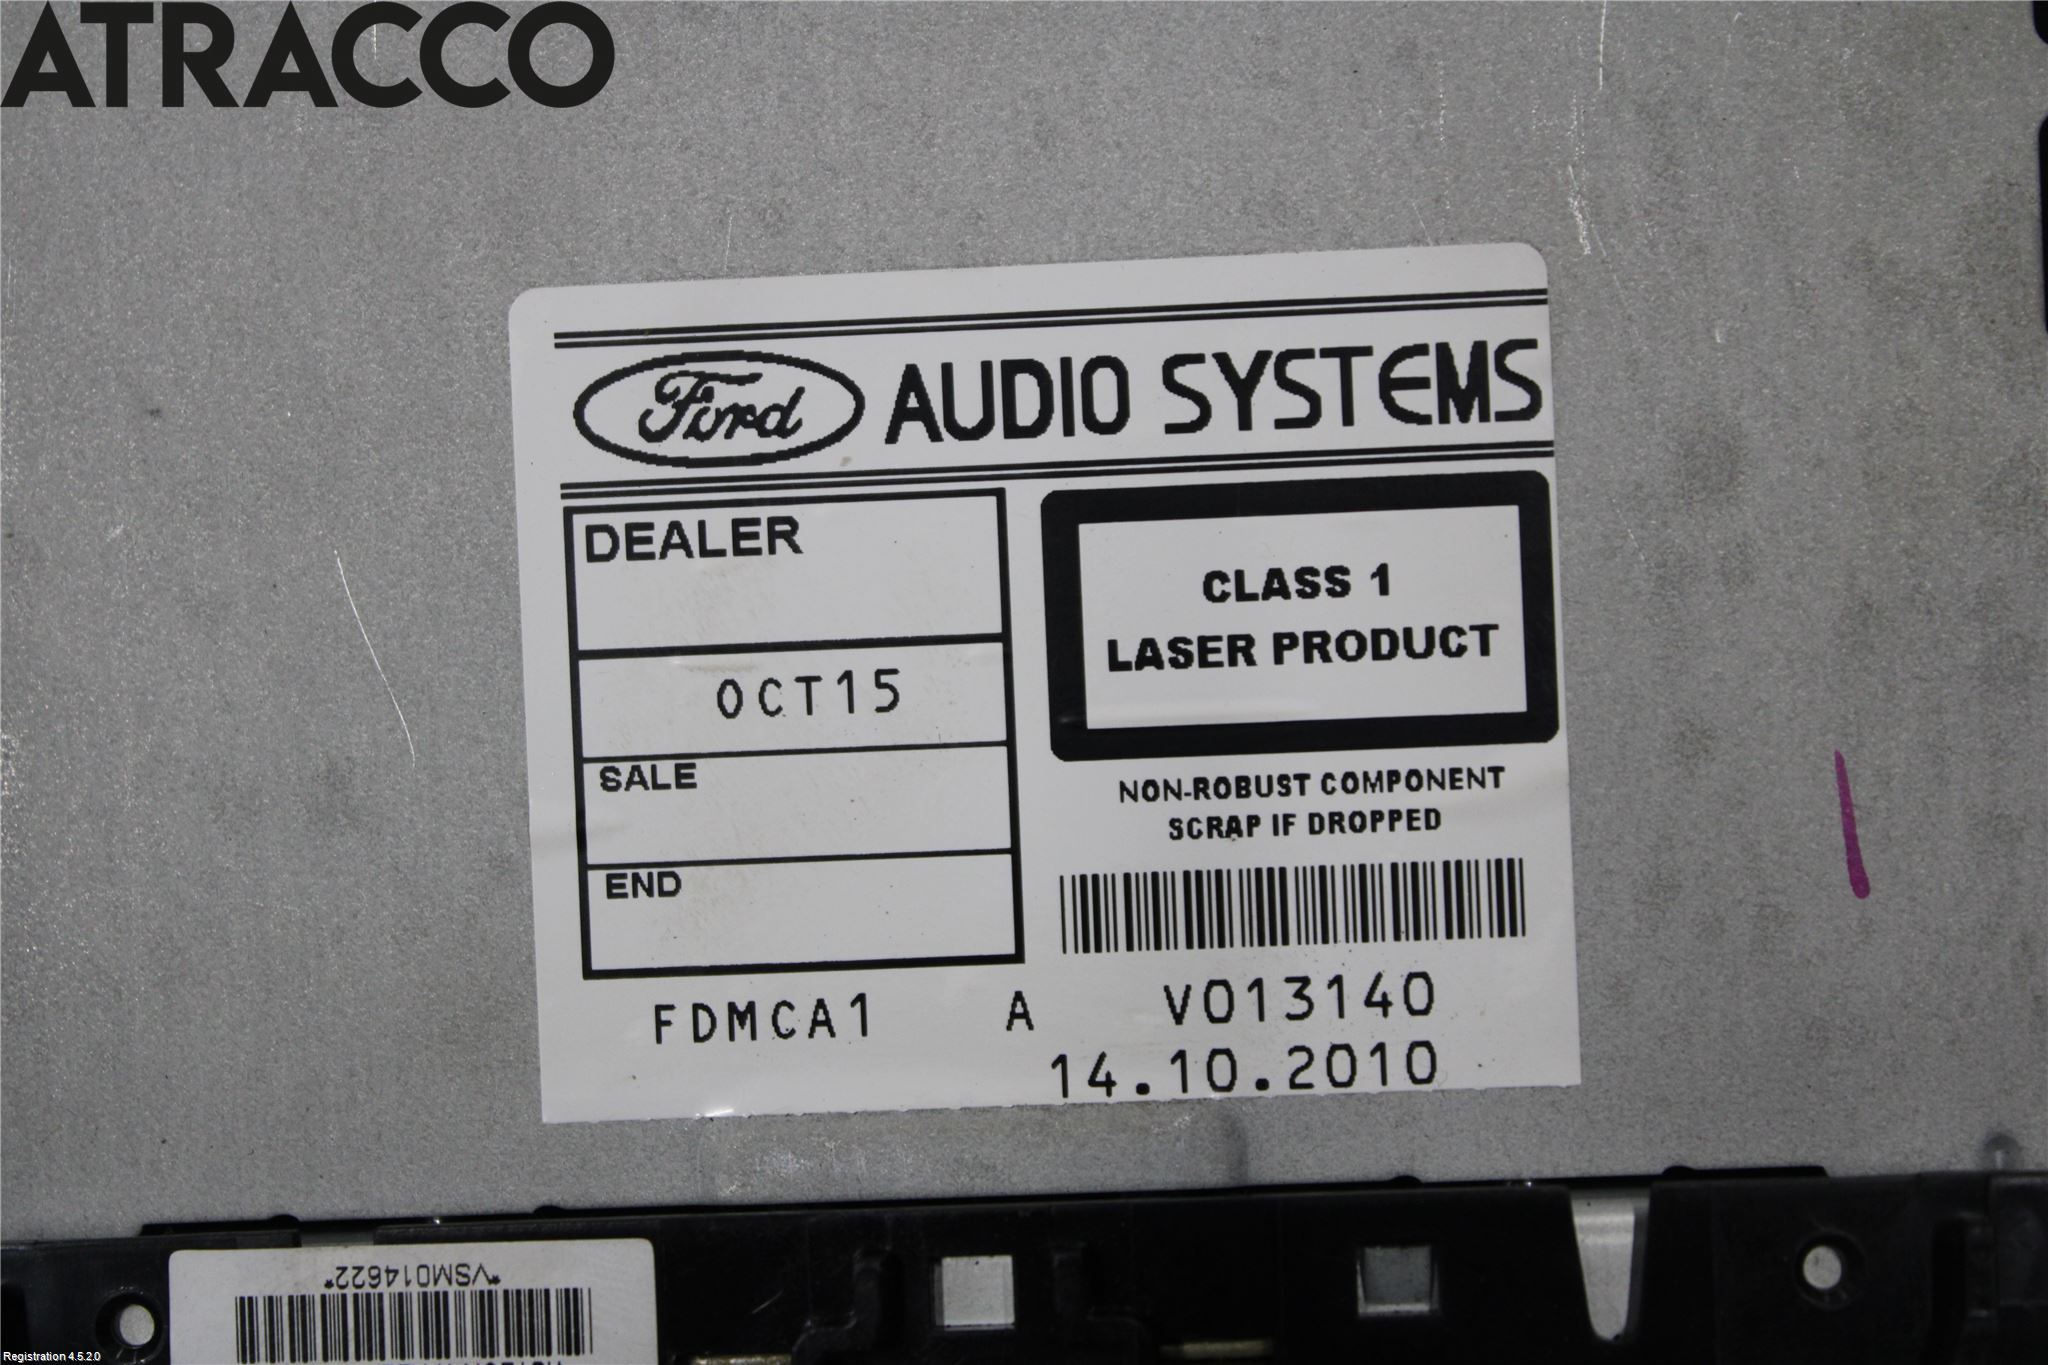 ATRACCO
Ford AUDIO SYSTEMS
DEALER
OCT15
SALE
END
CLASS 1
LASER PRODUCT
NON-ROBUST COMPONENT
SCRAP IF DROPPED
FDMCA1 A V013140
14.10.2010
*VSM014622*
Registration 4.5.2.0